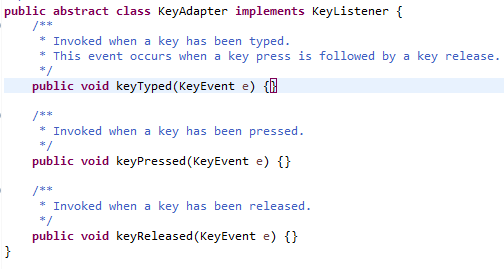 public abstract class KeyAdapter implements KeyListener {
    /**
     * Invoked when a key has been typed.
     * This event occurs when a key press is followed by a key release.
     */
    public void keyTyped(KeyEvent e) {}

    /**
     * Invoked when a key has been pressed.
     */
    public void keyPressed(KeyEvent e) {}

    /**
     * Invoked when a key has been released.
     */
    public void keyReleased(KeyEvent e) {}
}